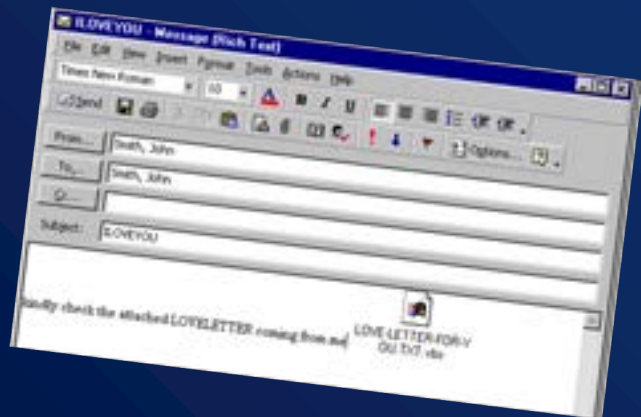 ILOVEYOU - Message (Rich Text)
File Edit View Insert Format Tools Actions Help
Times New Roman 10 A B I U
Send Options...
From... Smith, John
To... Smith, John
Cc...
Subject: ILOVEYOU
kindly check the attached LOVELETTER coming from me
LOVE-LETTER-FOR-Y
OU.TXT.vbs